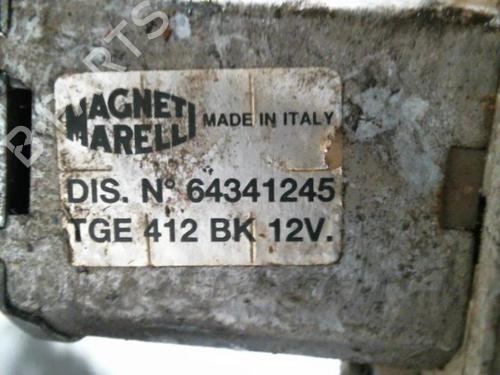 MAGNETI
MARELLI
MADE IN ITALY
DIS. N° 64341245
TGE 412 BK 12V.